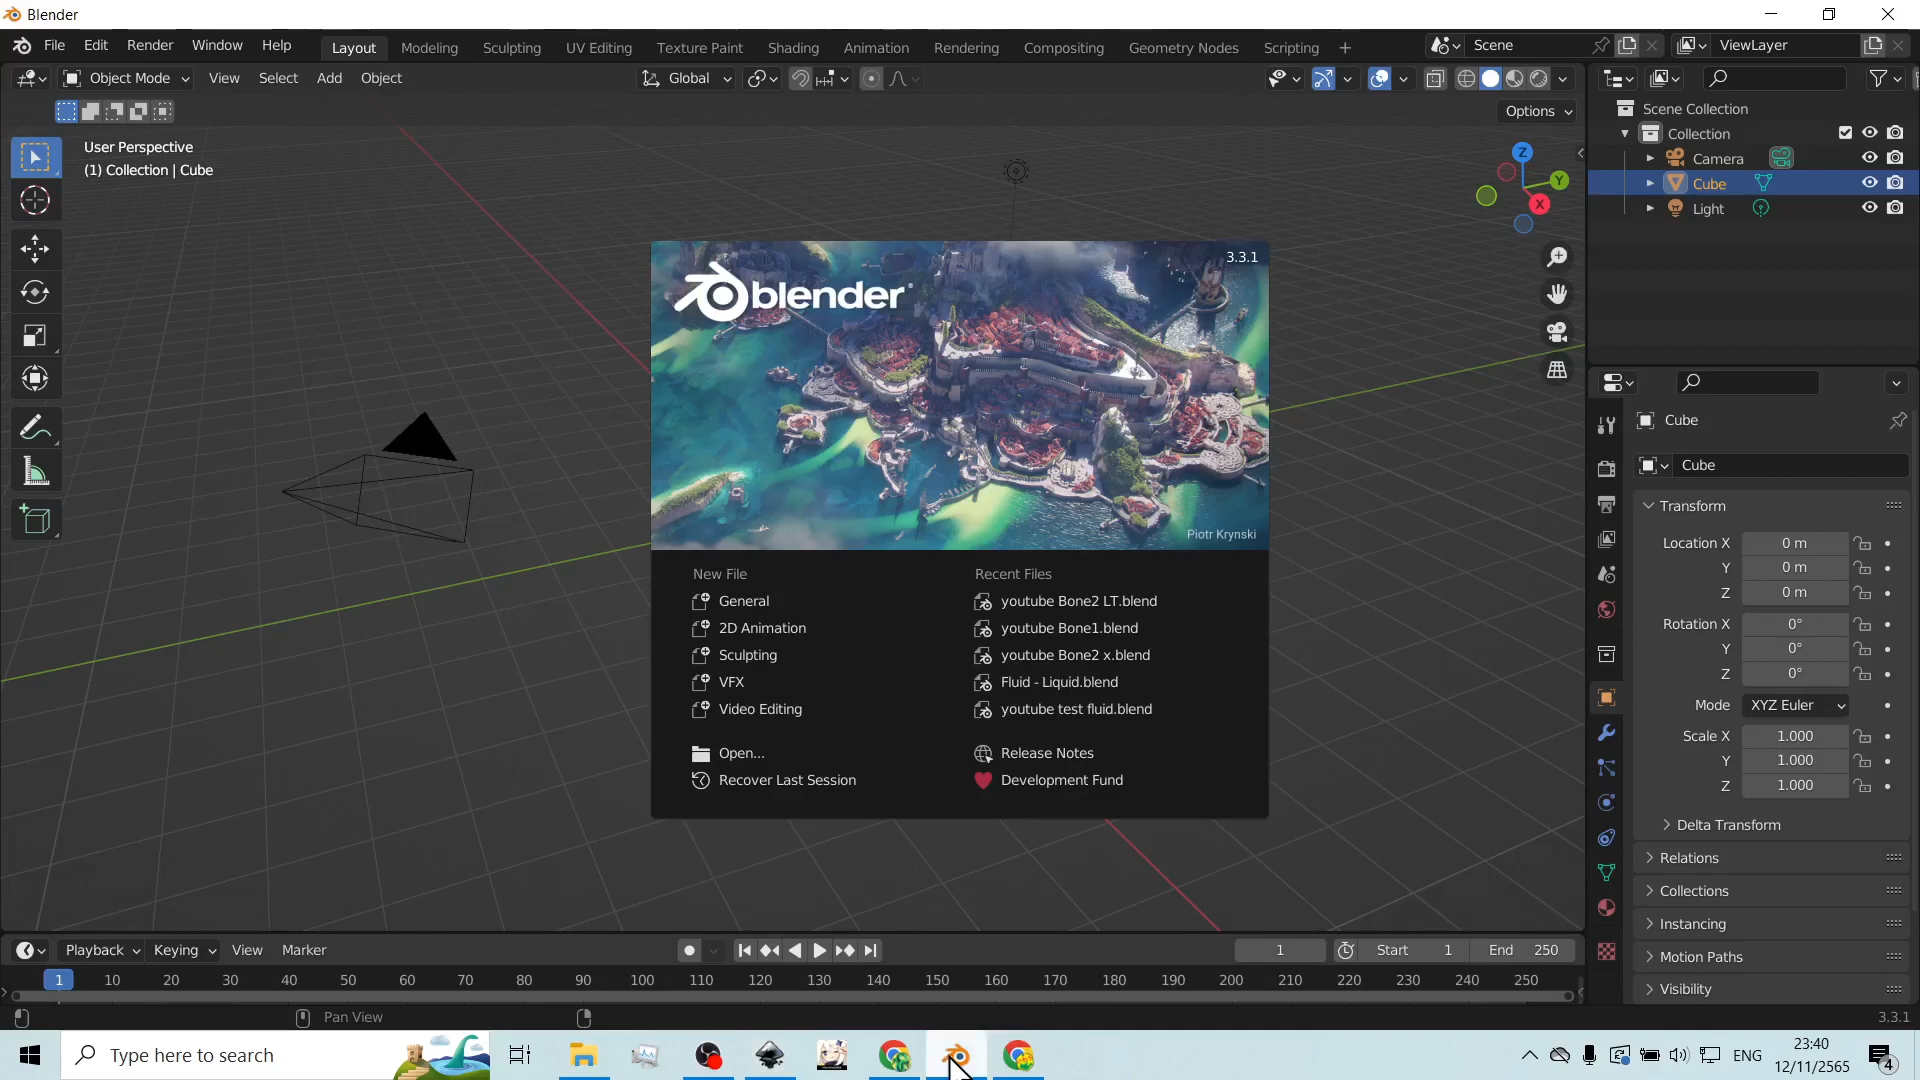 Blender
File Edit Render Window Help Layout Modeling Sculpting UV Editing Texture Paint Shading Animation Rendering Compositing Geometry Nodes Scripting + Scene ViewLayer
Object Mode View Select Add Object Global
Options
User Perspective
(1) Collection | Cube
Z
Y
X
Scene Collection
Collection
Camera
Cube
Light
3.3.1
blender
Piotr Krynski
New File
General
2D Animation
Sculpting
VFX
Video Editing
Open...
Recover Last Session
Recent Files
youtube Bone2 LT.blend
youtube Bone1.blend
youtube Bone2 x.blend
Fluid - Liquid.blend
youtube test fluid.blend
Release Notes
Development Fund
Cube
Cube
Transform
Location X 0 m
Y 0 m
Z 0 m
Rotation X 0°
Y 0°
Z 0°
Mode XYZ Euler
Scale X 1.000
Y 1.000
Z 1.000
Delta Transform
Relations
Collections
Instancing
Motion Paths
Visibility
Playback Keying View Marker 1 Start 1 End 250
1 10 20 30 40 50 60 70 80 90 100 110 120 130 140 150 160 170 180 190 200 210 220 230 240 250
Pan View 3.3.1
Type here to search ENG 23:40
12/11/2565 4